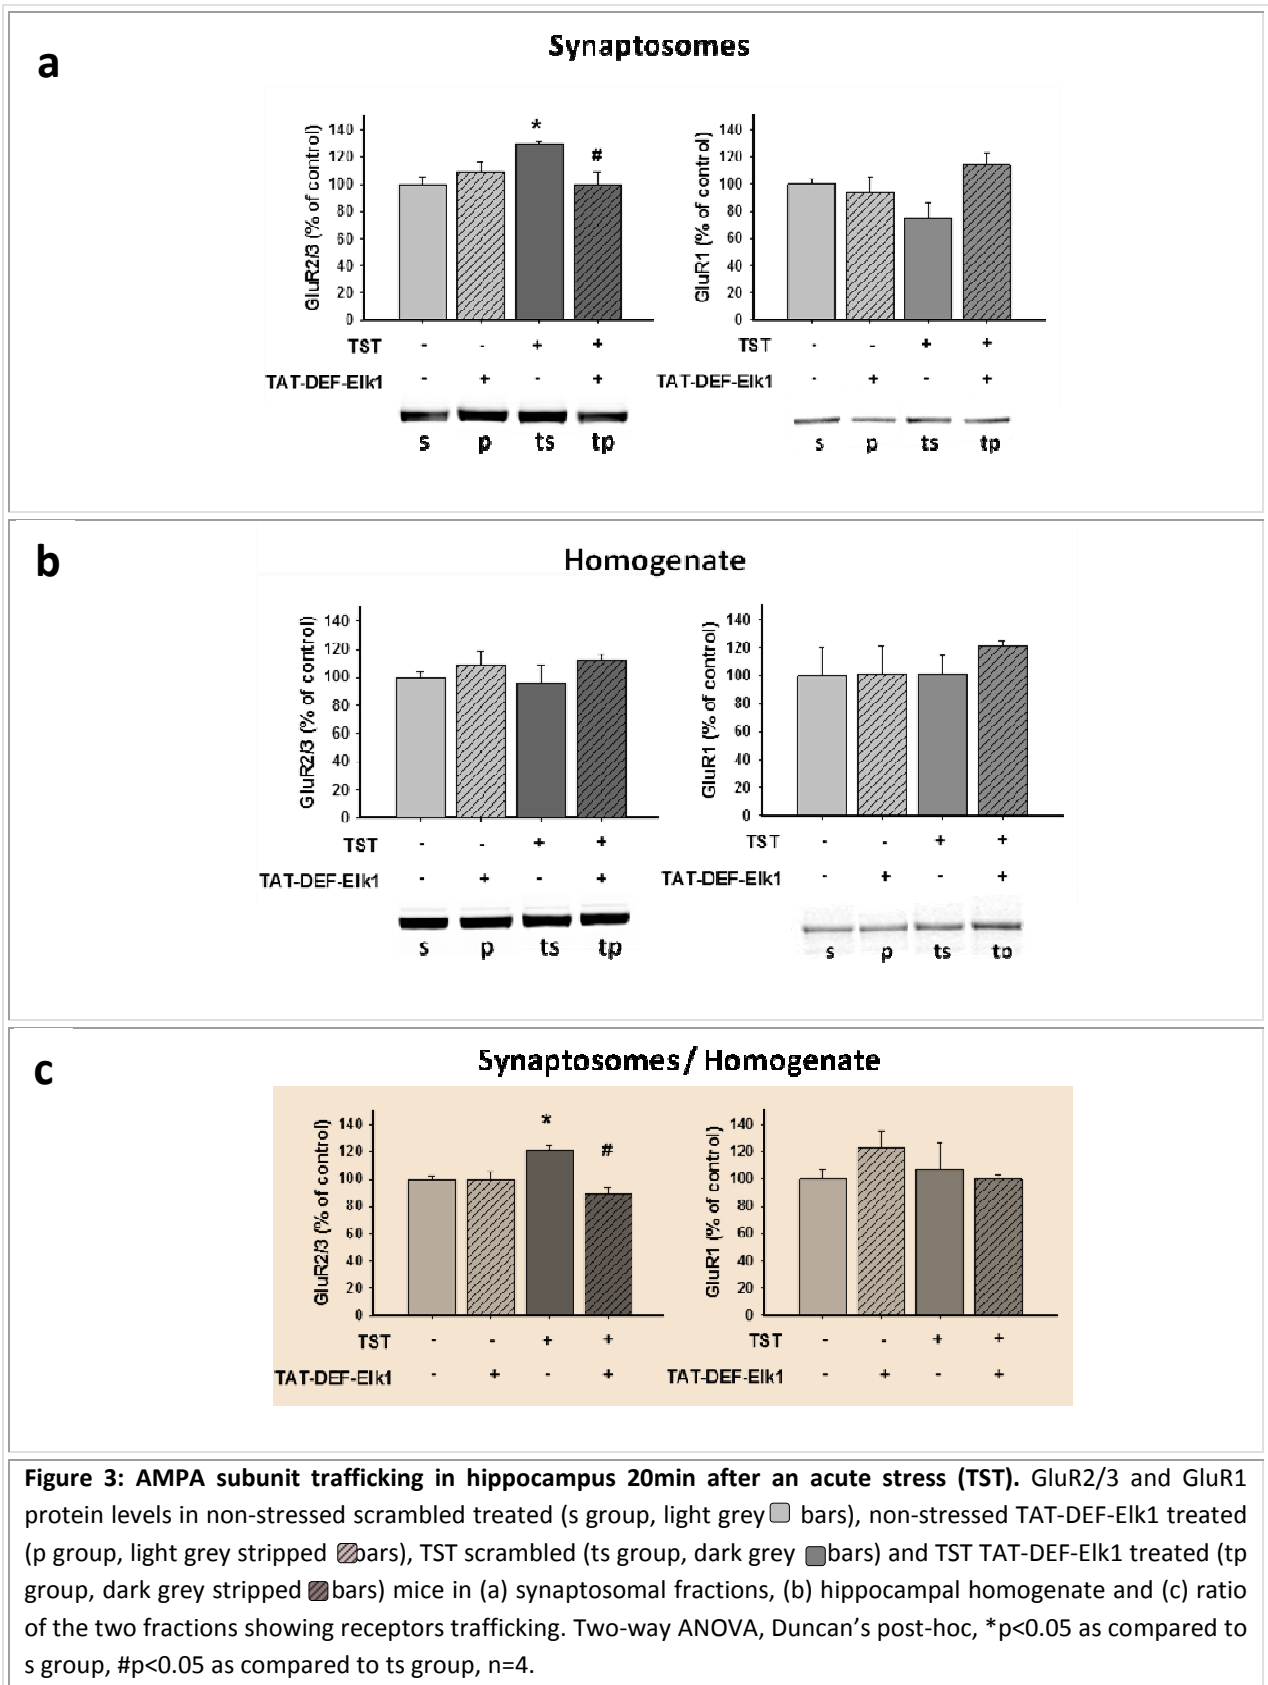 a
Synaptosomes
GluR2/3 (% of control)
140
120
100
80
60
40
20
0
*
#
TST - - + +
TAT-DEF-Elk1 - + - +
s p ts tp
GluR1 (% of control)
140
120
100
80
60
40
20
0
TST - - + +
TAT-DEF-Elk1 - + - +
s p ts tp
b
Homogenate
GluR2/3 (% of control)
140
120
100
80
60
40
20
0
TST - - + +
TAT-DEF-Elk1 - + - +
s p ts tp
GluR1 (% of control)
140
120
100
80
60
40
20
0
TST - - + +
TAT-DEF-Elk1 - + - +
s p ts tp
c
Synaptosomes / Homogenate
GluR2/3 (% of control)
140
120
100
80
60
40
20
0
*
#
TST - - + +
TAT-DEF-Elk1 - + - +
GluR1 (% of control)
140
120
100
80
60
40
20
0
TST - - + +
TAT-DEF-Elk1 - + - +
Figure 3: AMPA subunit trafficking in hippocampus 20min after an acute stress (TST). GluR2/3 and GluR1
protein levels in non-stressed scrambled treated (s group, light grey bars), non-stressed TAT-DEF-Elk1 treated
(p group, light grey stripped bars), TST scrambled (ts group, dark grey bars) and TST TAT-DEF-Elk1 treated (tp
group, dark grey stripped bars) mice in (a) synaptosomal fractions, (b) hippocampal homogenate and (c) ratio
of the two fractions showing receptors trafficking. Two-way ANOVA, Duncan's post-hoc, *p<0.05 as compared to
s group, #p<0.05 as compared to ts group, n=4.